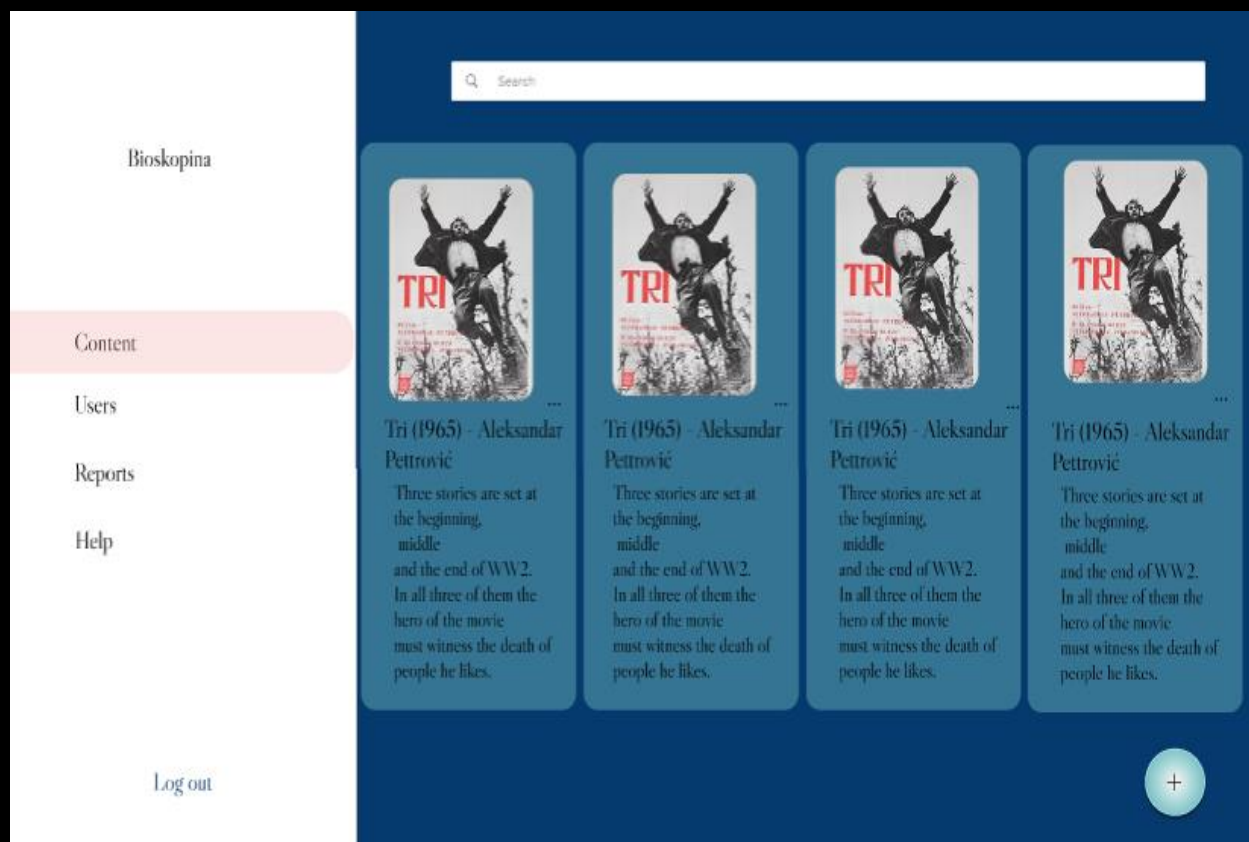 Search
Bioskopina
Content
Users
Reports
Help
Log out
TRI
...
Tri (1965) - Aleksandar
Pettrović
Three stories are set at
the beginning,
middle
and the end of WW2.
In all three of them the
hero of the movie
must witness the death of
people he likes.
TRI
...
Tri (1965) - Aleksandar
Pettrović
Three stories are set at
the beginning,
middle
and the end of WW2.
In all three of them the
hero of the movie
must witness the death of
people he likes.
TRI
...
Tri (1965) - Aleksandar
Pettrović
Three stories are set at
the beginning,
middle
and the end of WW2.
In all three of them the
hero of the movie
must witness the death of
people he likes.
TRI
...
Tri (1965) - Aleksandar
Pettrović
Three stories are set at
the beginning,
middle
and the end of WW2.
In all three of them the
hero of the movie
must witness the death of
people he likes.
+